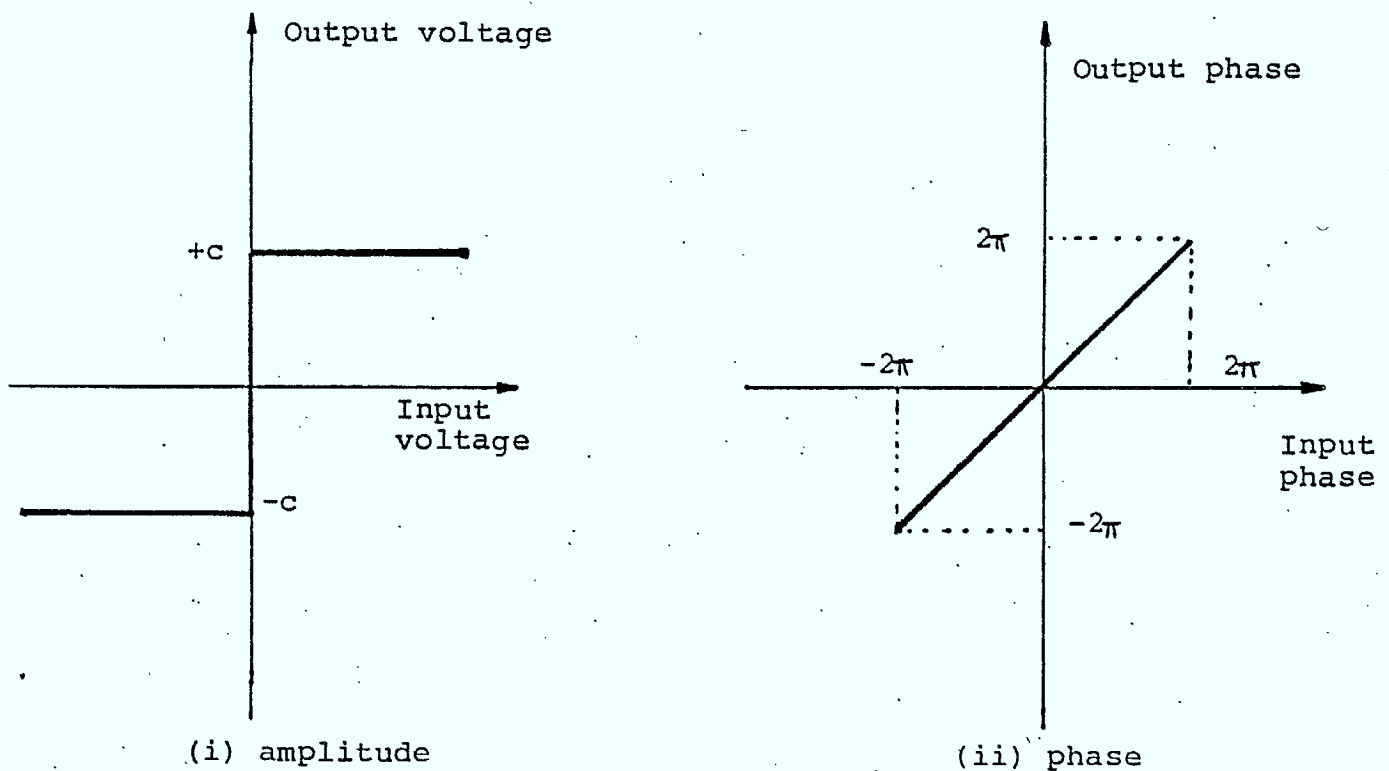 Output voltage
+c
Input
voltage
-c
(i) amplitude
Output phase
2π
-2π
2π
Input
phase
-2π
(ii) phase